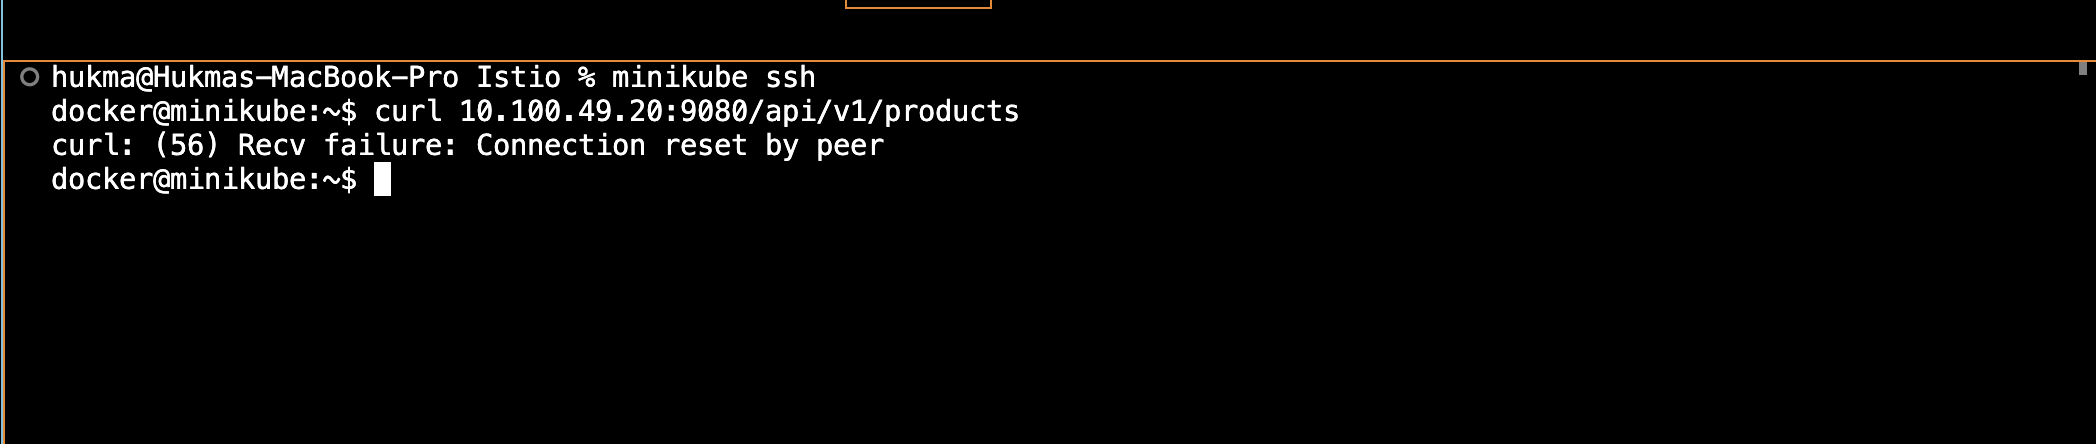 hukma@Hukmas-MacBook-Pro Istio % minikube ssh
docker@minikube:~$ curl 10.100.49.20:9080/api/v1/products
curl: (56) Recv failure: Connection reset by peer
docker@minikube:~$